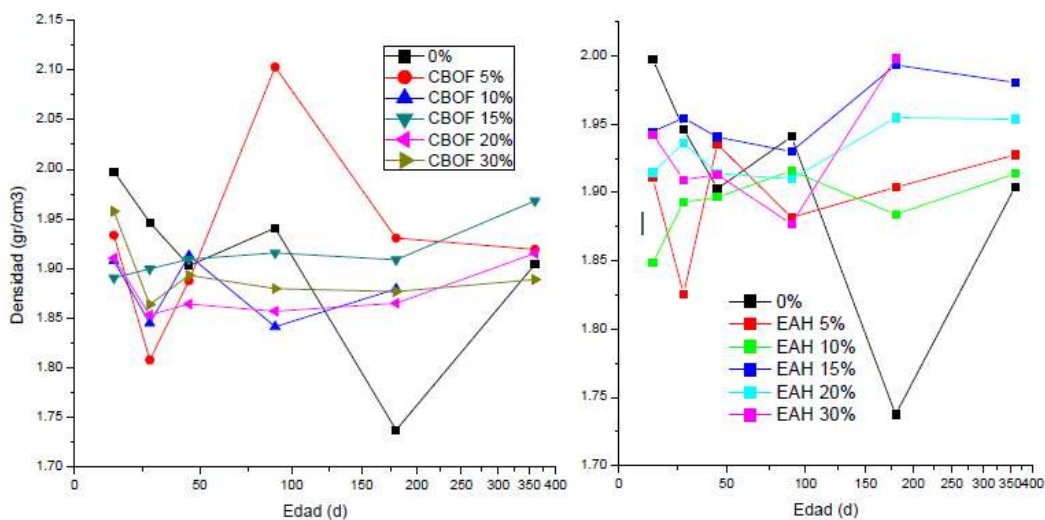 2.15
2.10
2.05
2.00
1.95
1.90
1.85
1.80
1.75
1.70
Densidad (gr/cm3)
0%
CBOF 5%
CBOF 10%
CBOF 15%
CBOF 20%
CBOF 30%
0 50 100 150 200 250 300 350 400
Edad (d)
2.00
1.95
1.90
1.85
1.80
1.75
1.70
0%
EAH 5%
EAH 10%
EAH 15%
EAH 20%
EAH 30%
0 50 100 150 200 250 300 350 400
Edad (d)